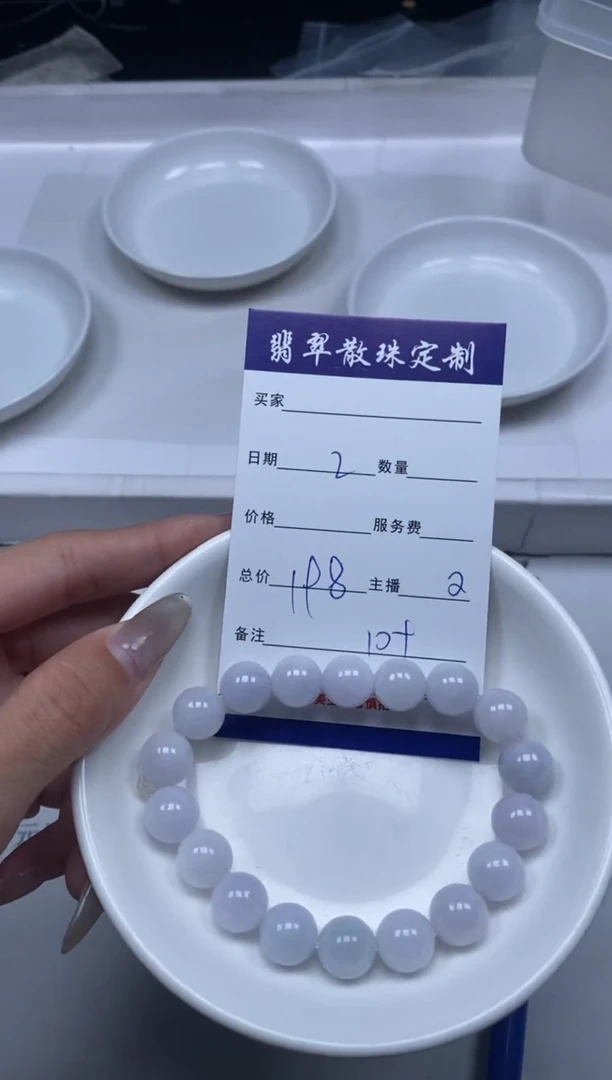 翡翠散珠定制
买家
日期 2 数量
价格 服务费
总价 198 主播 2
备注 10+